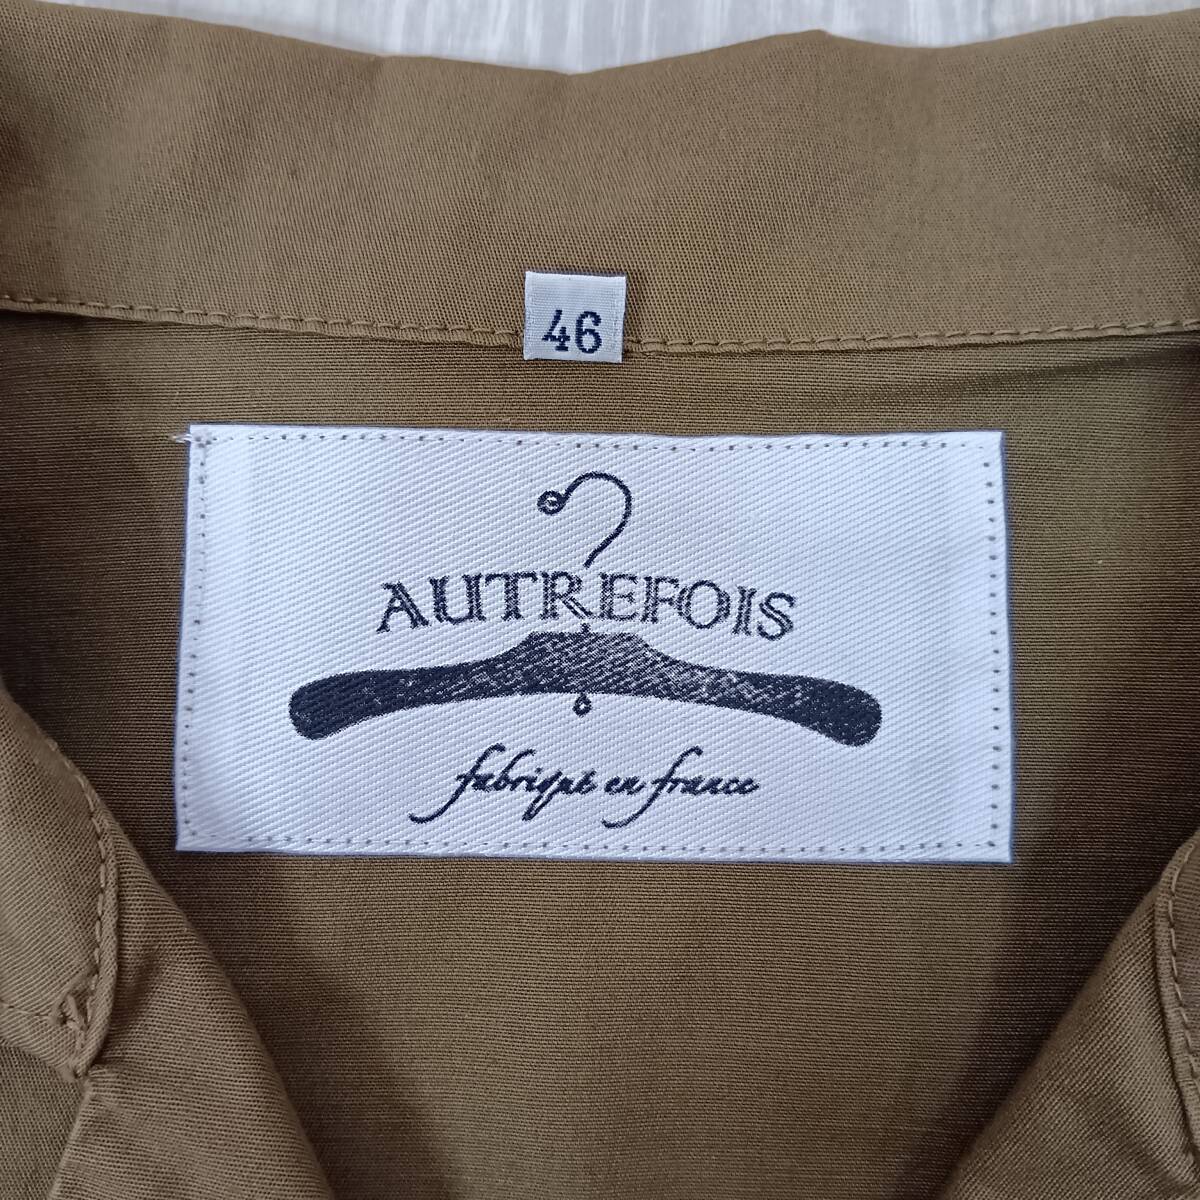 46
AUTREFOIS
fabriqué en france